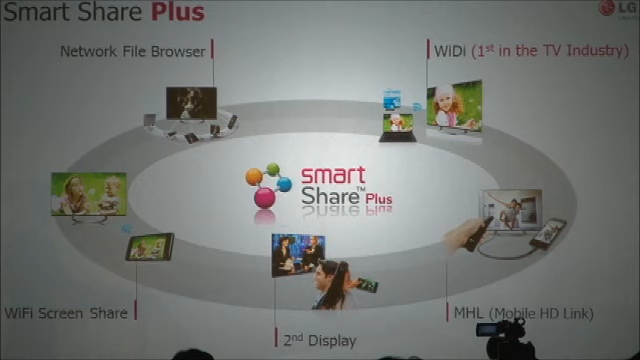 Smart Share Plus
LG
Network File Browser
WiDi (1st in the TV Industry)
smart
Share™ Plus
WiFi Screen Share
MHL (Mobile HD Link)
2nd Display